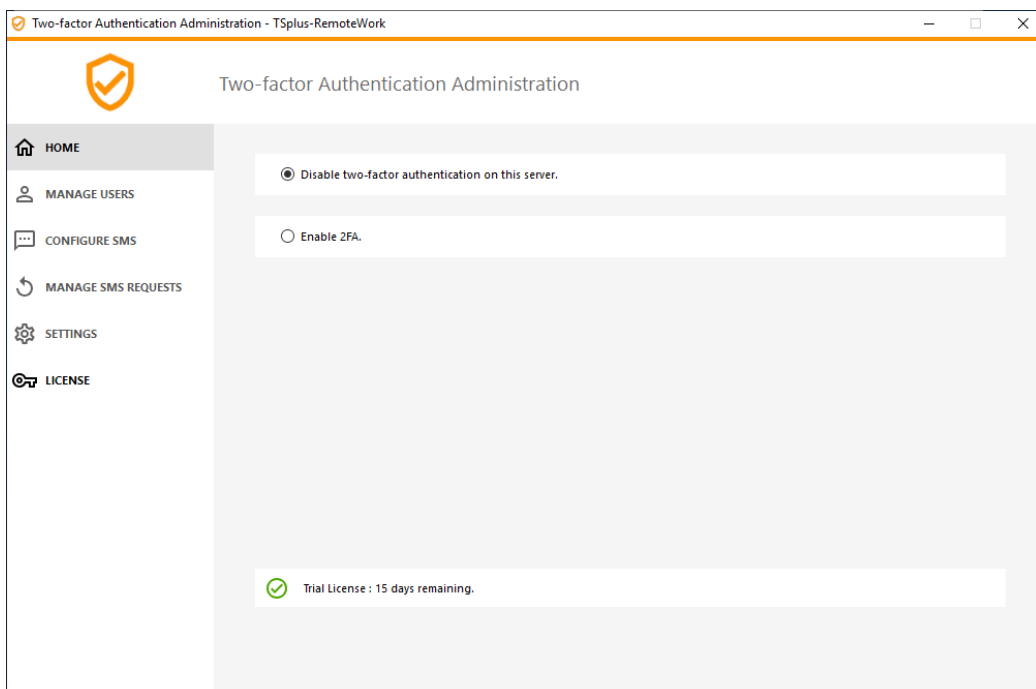 Two-factor Authentication Administration - TSplus-RemoteWork
Two-factor Authentication Administration
HOME
MANAGE USERS
CONFIGURE SMS
MANAGE SMS REQUESTS
SETTINGS
LICENSE
Disable two-factor authentication on this server.
Enable 2FA.
Trial License : 15 days remaining.